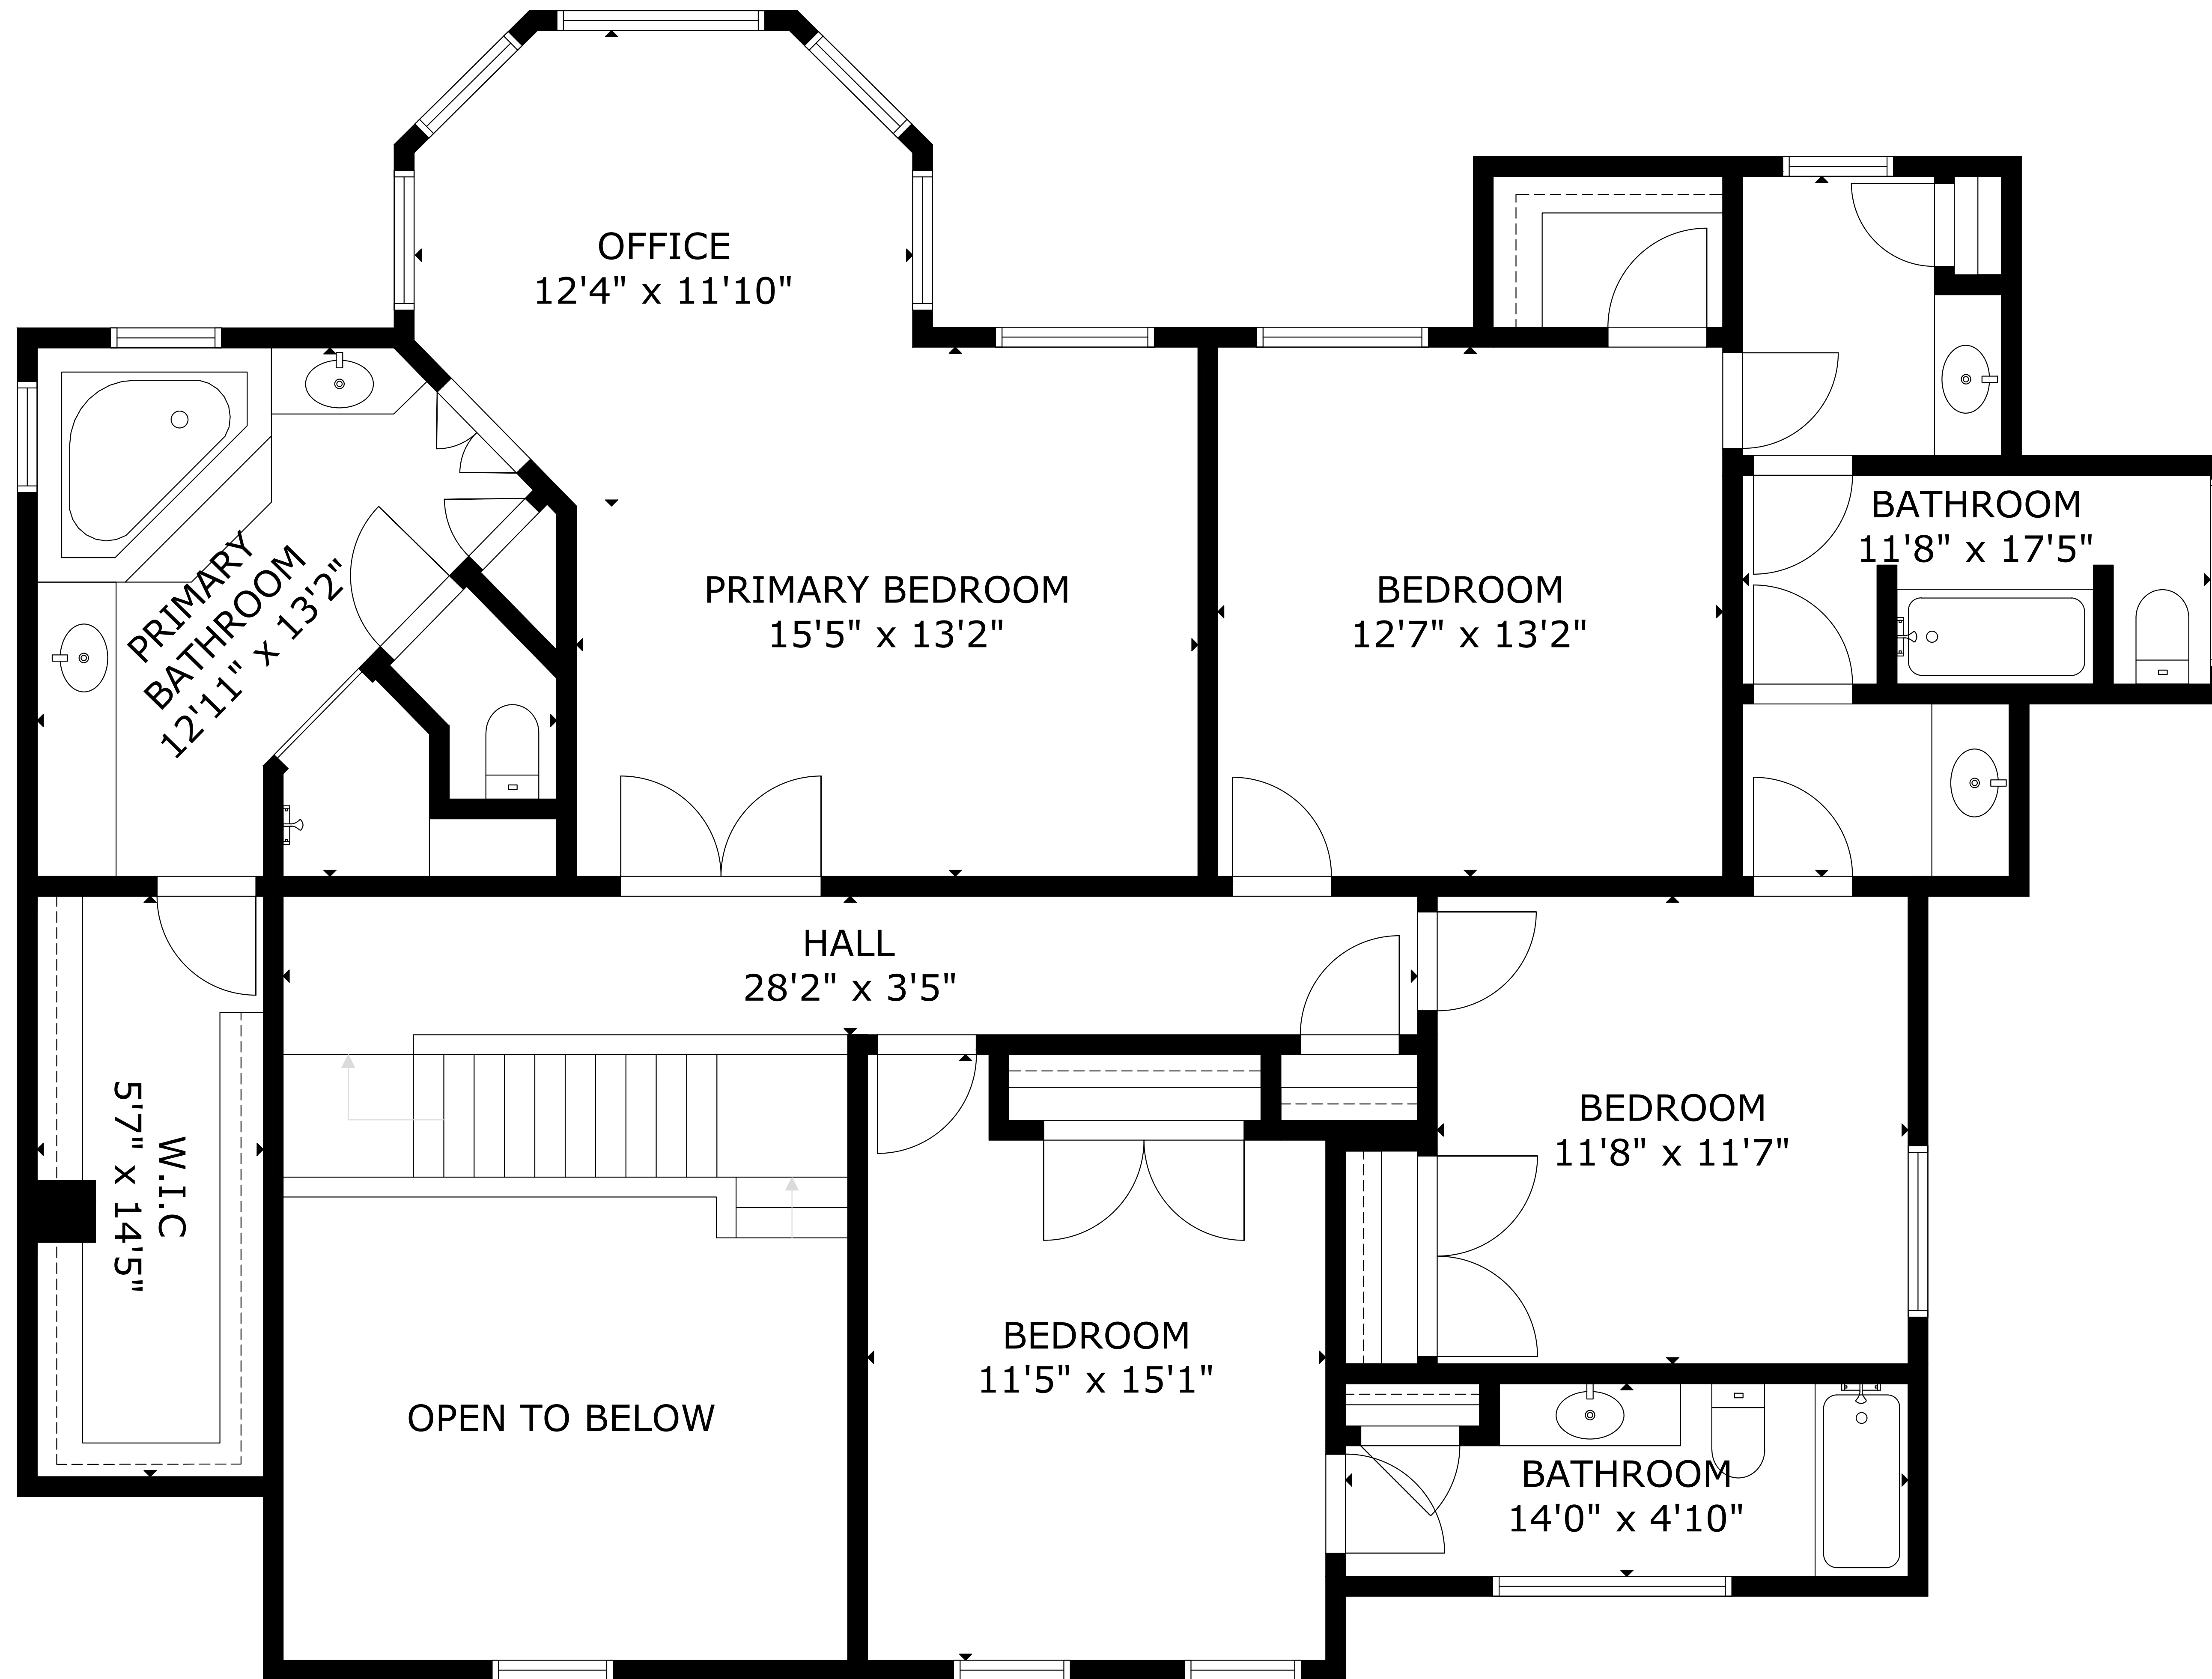 OFFICE
12'4" x 11'10"
PRIMARY BEDROOM
15'5" x 13'2"
BEDROOM
12'7" x 13'2"
BATHROOM
11'8" x 17'5"
PRIMARY
BATHROOM
12'11" x 13'2"
HALL
28'2" x 3'5"
W.I.C
5'7" x 14'5"
BEDROOM
11'8" x 11'7"
BEDROOM
11'5" x 15'1"
OPEN TO BELOW
BATHROOM
14'0" x 4'10"